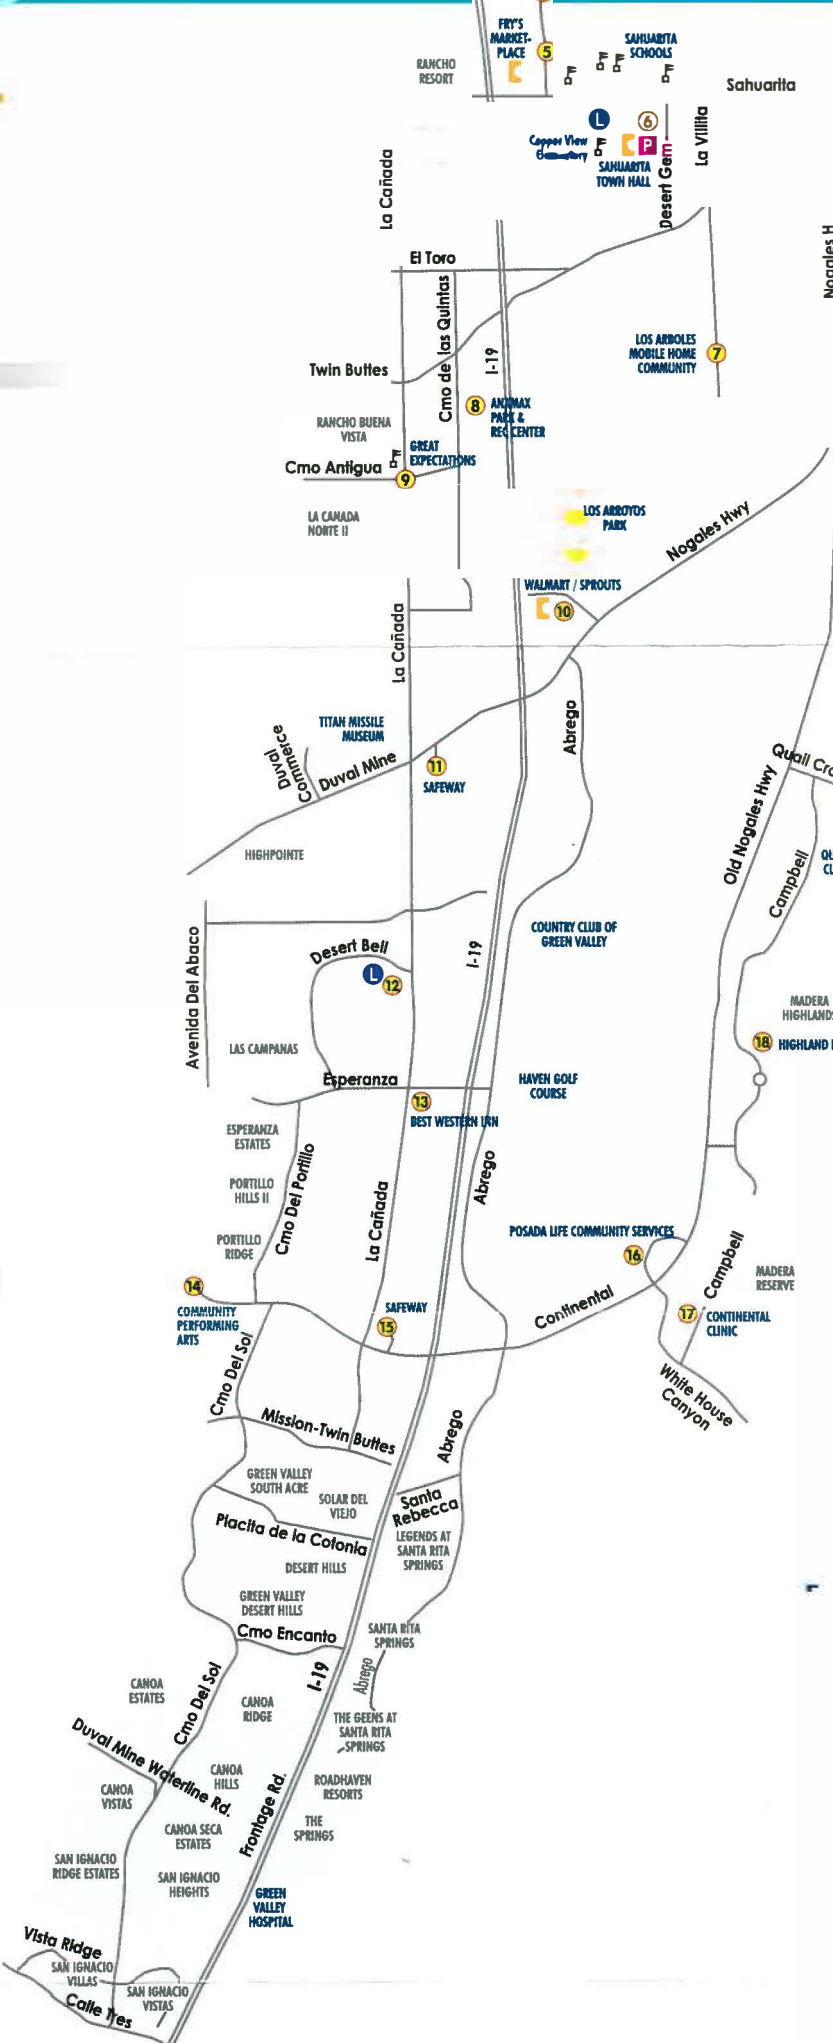 FRY'S
MARKET-
PLACE
5
SAHUARITA
SCHOOLS
RANCHO
RESORT
Sahuarita
L
6
La Villita
Copper View
P
SAHUARITA
TOWN HALL
Desert Gem
La Cañada
Nogales H
El Toro
Cmo de las Quintas
I-19
LOS ARBOLES
MOBILE HOME
COMMUNITY
7
Twin Buttes
8
ANAMAX
PARK &
REC CENTER
RANCHO BUENA
VISTA
GREAT
EXPECTATIONS
Cmo Antigua
9
LA CANADA
NORTE II
LOS ARROYOS
PARK
Nogales Hwy
WALMART / SPROUTS
10
La Cañada
TITAN MISSILE
MUSEUM
Abrego
Duval
Commerce
Duval Mine
11
SAFEWAY
Quail Cr
Old Nogales Hwy
HIGHPOINTE
Campbell
QU
CL
COUNTRY CLUB OF
GREEN VALLEY
Desert Bell
I-19
L
12
Avenida Del Abaco
MADERA
HIGHLANDS
LAS CAMPANAS
18
HIGHLAND
Esperanza
HAVEN GOLF
COURSE
13
BEST WESTERN INN
ESPERANZA
ESTATES
Cmo Del Portillo
Abrego
PORTILLO
HILLS II
La Cañada
PORTILLO
RIDGE
POSADA LIFE COMMUNITY SERVICES
16
Campbell
MADERA
RESERVE
14
COMMUNITY
PERFORMING
ARTS
SAFEWAY
15
Continental
17
CONTINENTAL
CLINIC
Cmo Del Sol
White House
Canyon
Mission-Twin Buttes
Abrego
GREEN VALLEY
SOUTH ACRE
SOLAR DEL
VIEJO
Santa
Rebecca
Placita de la Cotonia
LEGENDS AT
SANTA RITA
SPRINGS
DESERT HILLS
GREEN VALLEY
DESERT HILLS
Cmo Encanto
SANTA RITA
SPRINGS
I-19
Abrego
CANOA
ESTATES
Cmo Del Sol
CANOA
RIDGE
THE GEENS AT
SANTA RITA
SPRINGS
Duval Mine Waterline Rd.
CANOA
HILLS
CANOA
VISTAS
ROADHAVEN
RESORTS
Frontage Rd.
THE
SPRINGS
CANOA SECA
ESTATES
SAN IGNACIO
RIDGE ESTATES
SAN IGNACIO
HEIGHTS
GREEN
VALLEY
HOSPITAL
Vista Ridge
SAN IGNACIO
VILLAS
SAN IGNACIO
VISTAS
Calle Tres